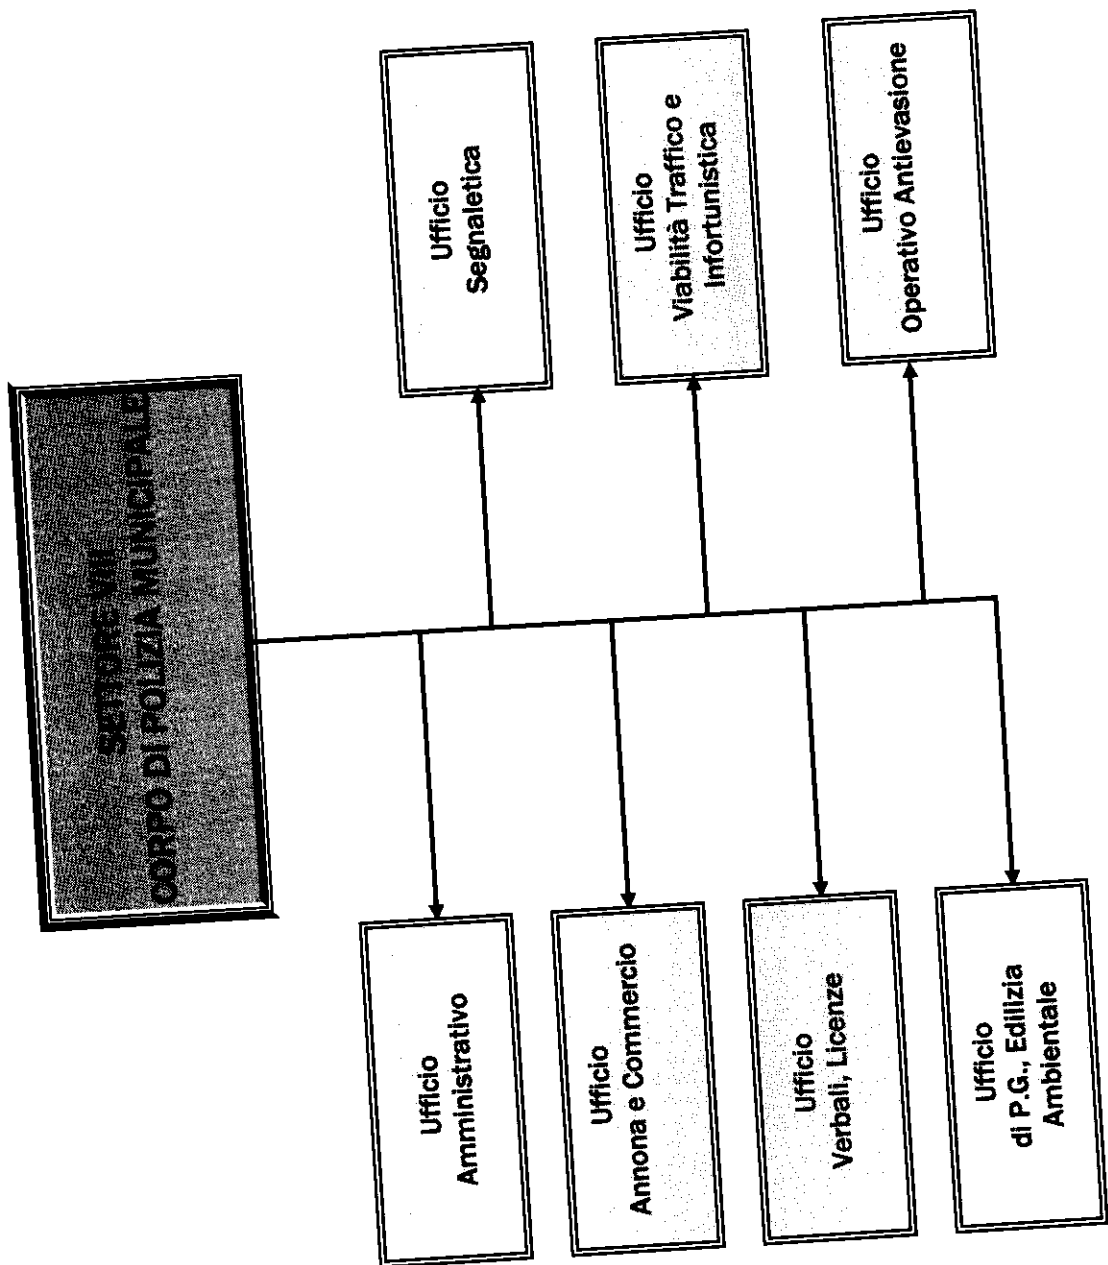 SETTORE VII
CORPO DI POLIZIA MUNICIPALE
Ufficio
Amministrativo
Ufficio
Segnaletica
Ufficio
Annona e Commercio
Ufficio
Viabilità Traffico e
Infortunistica
Ufficio
Verbali, Licenze
Ufficio
Operativo Antievasione
Ufficio
di P.G., Edilizia
Ambientale